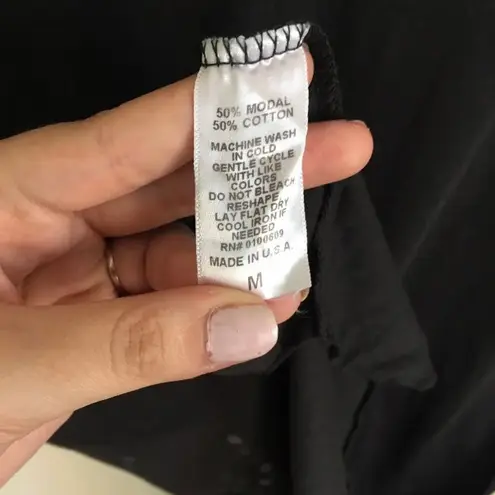 50% MODAL
50% COTTON
MACHINE WASH
IN COLD
GENTLE CYCLE
WITH LIKE
COLORS
DO NOT BLEACH
RESHAPE
LAY FLAT DRY
COOL IRON IF
NEEDED
RN# 0100609
MADE IN U.S.A.
M